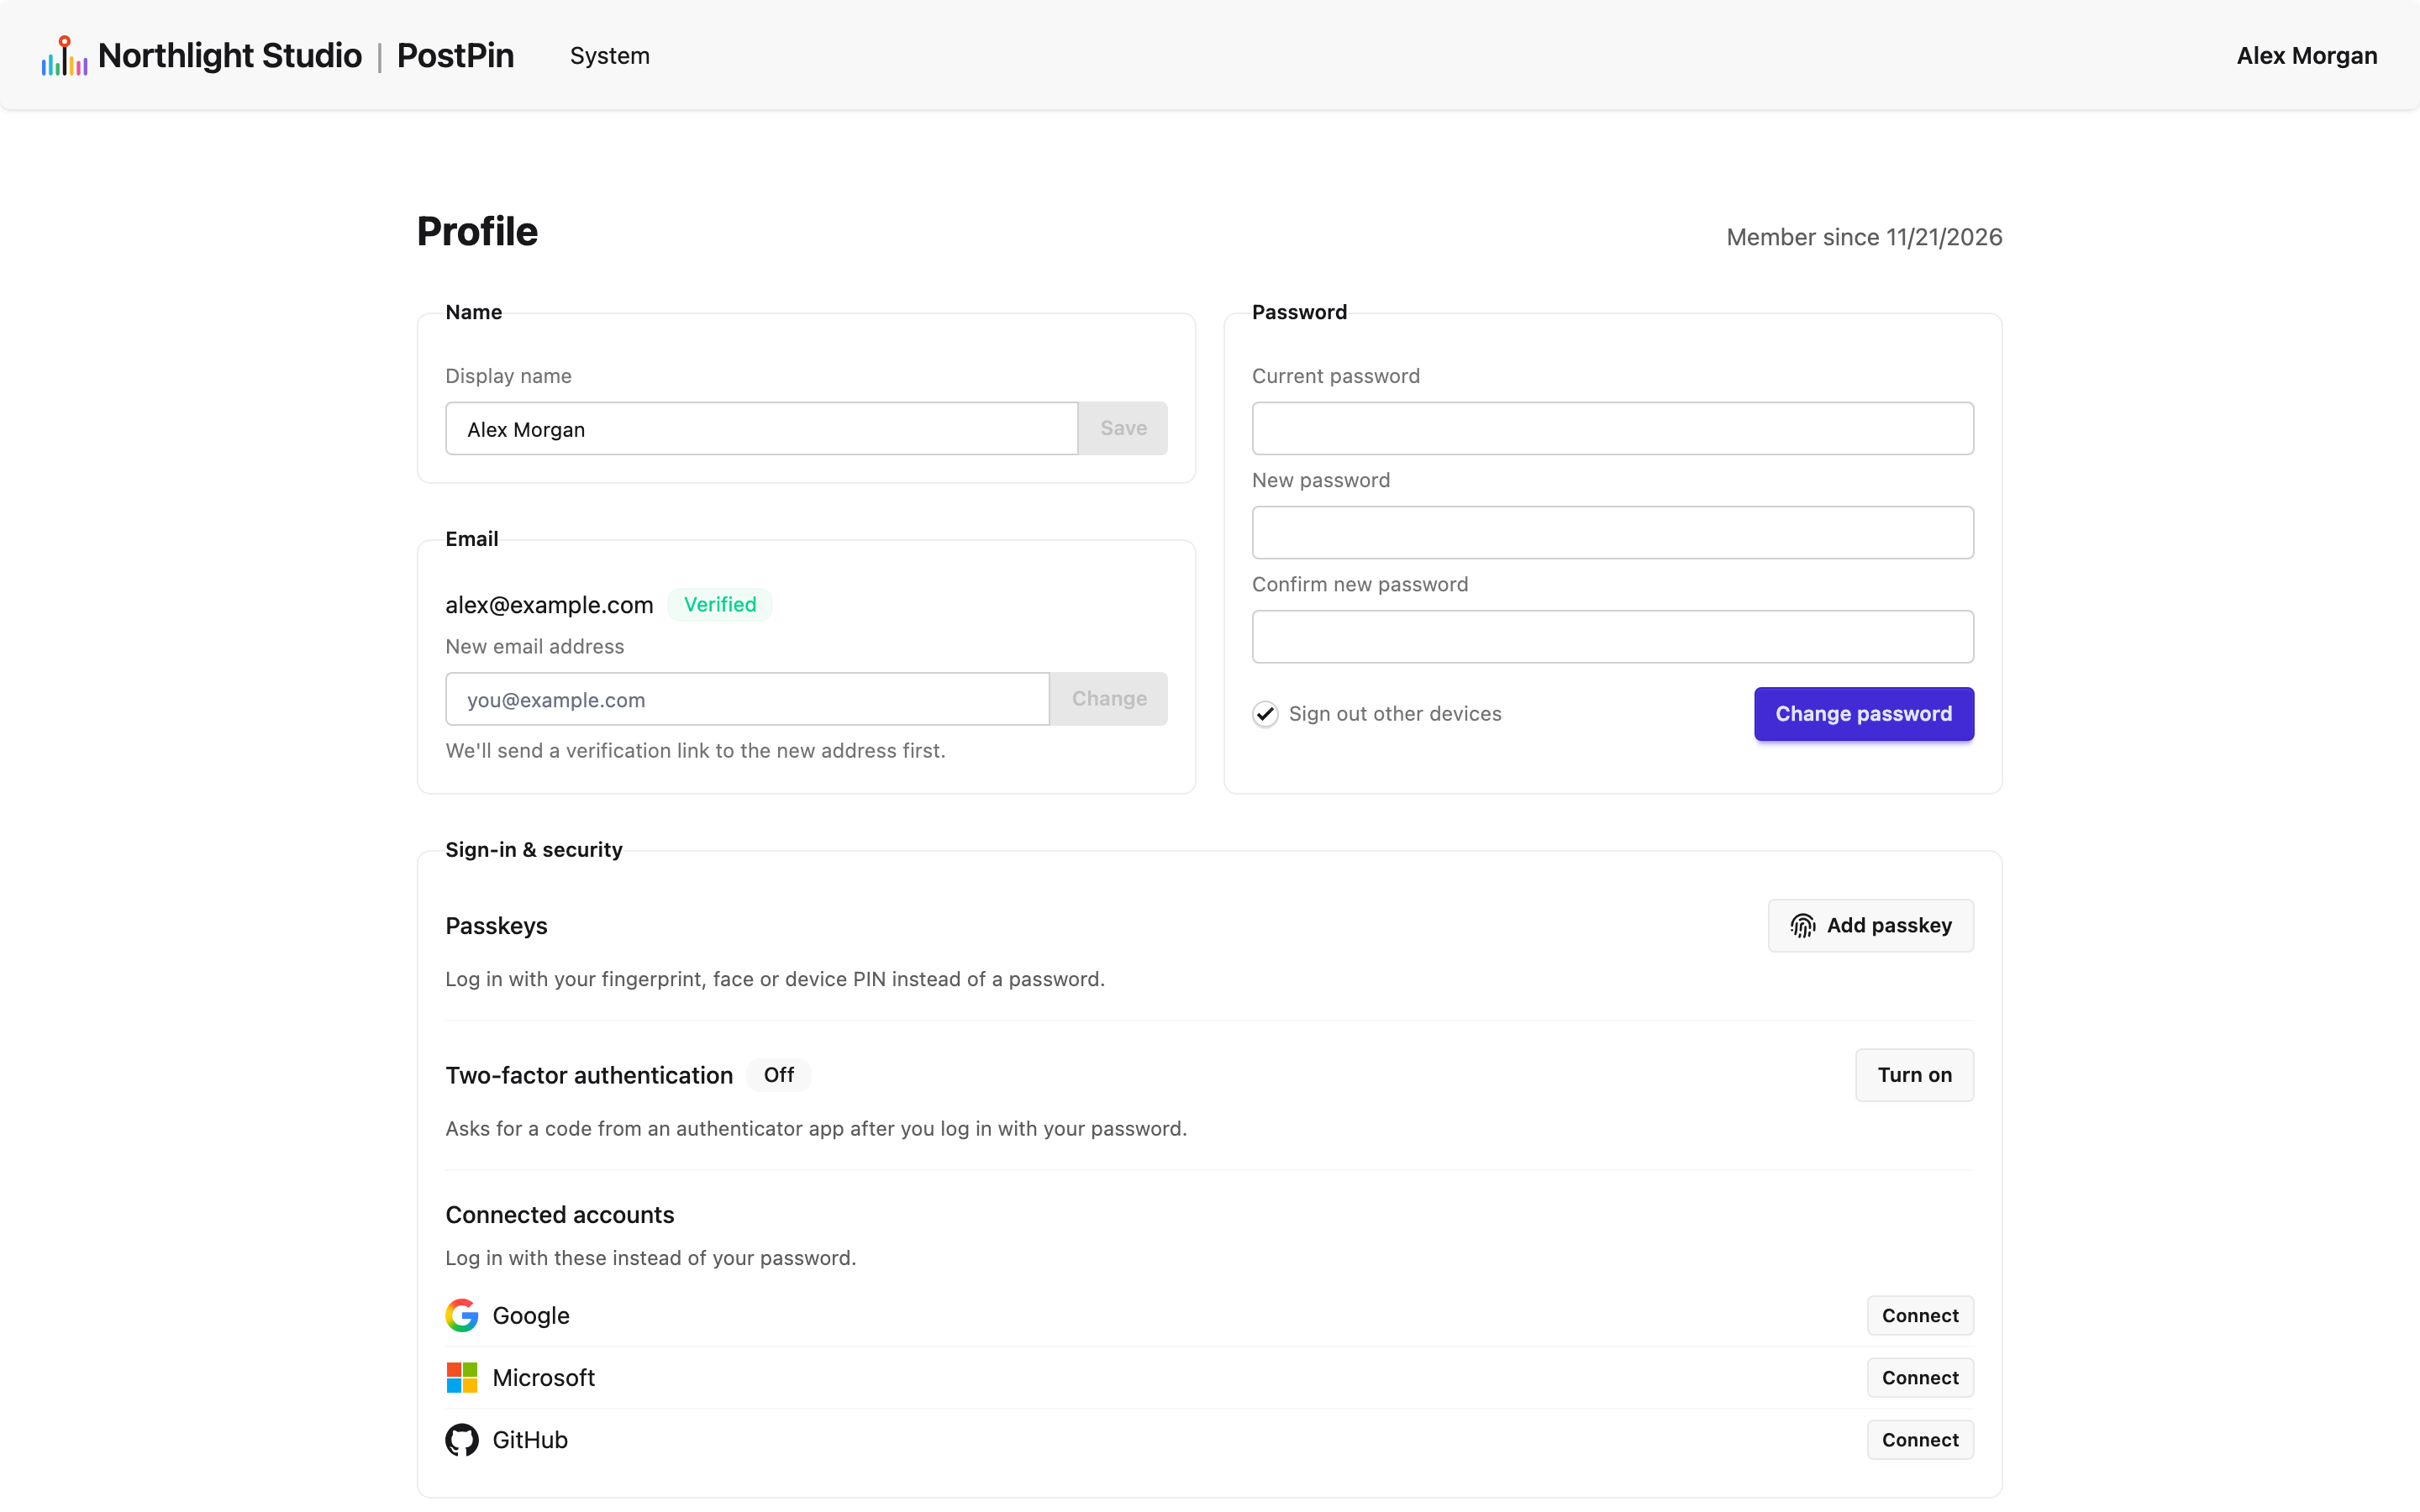 Northlight Studio | PostPin
System
Alex Morgan
Profile
Member since 11/21/2026
Name
Display name
Alex Morgan
Save
Email
alex@example.com
Verified
New email address
you@example.com
Change
We'll send a verification link to the new address first.
Password
Current password
New password
Confirm new password
Sign out other devices
Change password
Sign-in & security
Passkeys
Add passkey
Log in with your fingerprint, face or device PIN instead of a password.
Two-factor authentication
Off
Turn on
Asks for a code from an authenticator app after you log in with your password.
Connected accounts
Log in with these instead of your password.
Google
Connect
Microsoft
Connect
GitHub
Connect